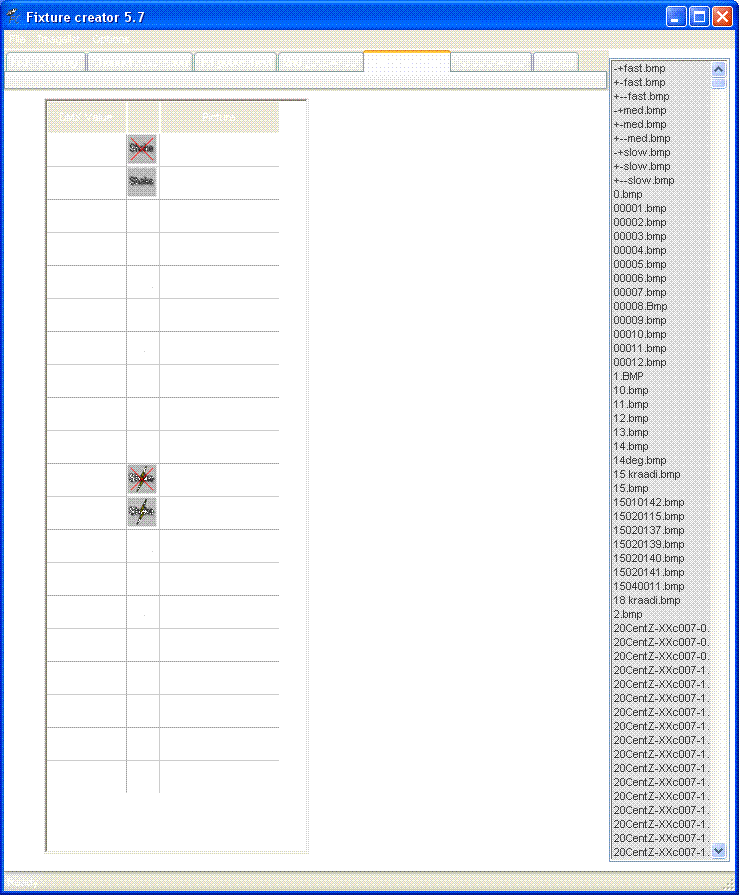 Fixture creator 5.7
DMX Value
Picture
Shake
Shake
-+fast.bmp
+-fast.bmp
+--fast.bmp
-+med.bmp
+-med.bmp
+--med.bmp
-+slow.bmp
+-slow.bmp
+--slow.bmp
0.bmp
00001.bmp
00002.bmp
00003.bmp
00004.bmp
00005.bmp
00006.bmp
00007.bmp
00008.Bmp
00009.bmp
00010.bmp
00011.bmp
00012.bmp
1.BMP
10.bmp
11.bmp
12.bmp
13.bmp
14.bmp
14deg.bmp
15 kraadi.bmp
15.bmp
15010142.bmp
15020115.bmp
15020137.bmp
15020139.bmp
15020140.bmp
15020141.bmp
15040011.bmp
18 kraadi.bmp
2.bmp
20CentZ-XXc007-0.
20CentZ-XXc007-0.
20CentZ-XXc007-0.
20CentZ-XXc007-1.
20CentZ-XXc007-1.
20CentZ-XXc007-1.
20CentZ-XXc007-1.
20CentZ-XXc007-1.
20CentZ-XXc007-1.
20CentZ-XXc007-1.
20CentZ-XXc007-1.
20CentZ-XXc007-1.
20CentZ-XXc007-1.
20CentZ-XXc007-1.
20CentZ-XXc007-1.
20CentZ-XXc007-1.
20CentZ-XXc007-1.